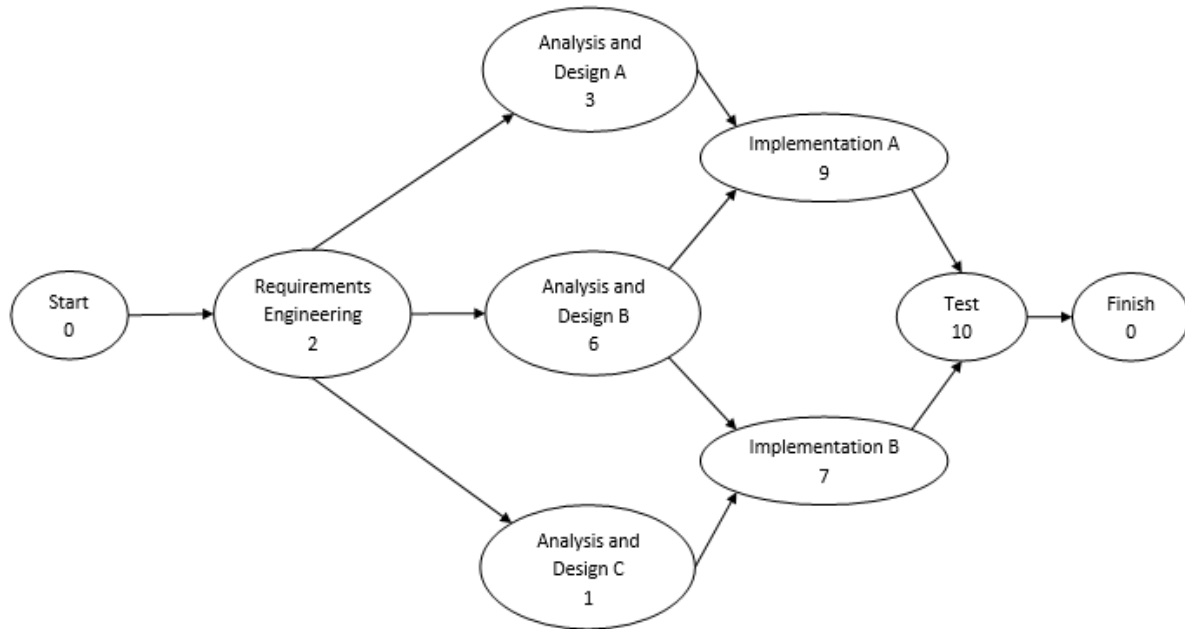 Start
0
Requirements
Engineering
2
Analysis and
Design A
3
Analysis and
Design B
6
Analysis and
Design C
1
Implementation A
9
Implementation B
7
Test
10
Finish
0